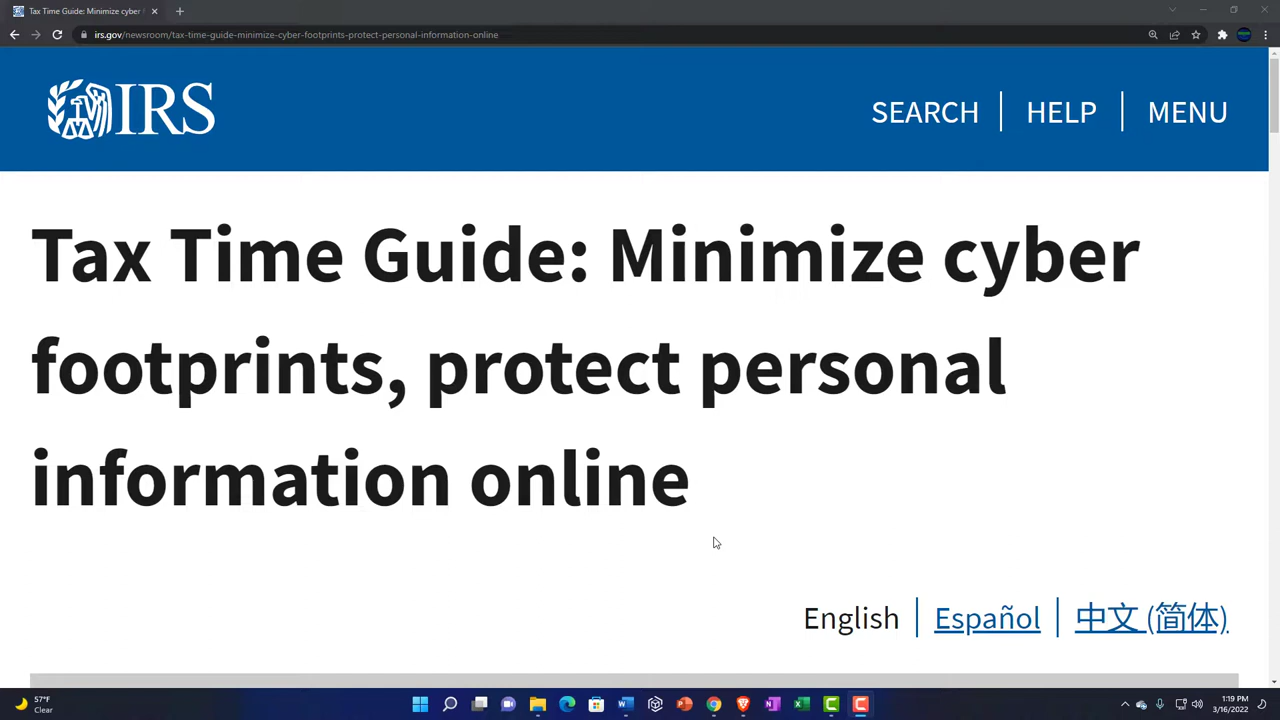 Tax Time Guide: Minimize cyber f
irs.gov/newsroom/tax-time-guide-minimize-cyber-footprints-protect-personal-information-online
IRS
SEARCH
HELP
MENU
Tax Time Guide: Minimize cyber
footprints, protect personal
information online
English
Español
中文 (简体)
57°F
Clear
1:19 PM
3/16/2022